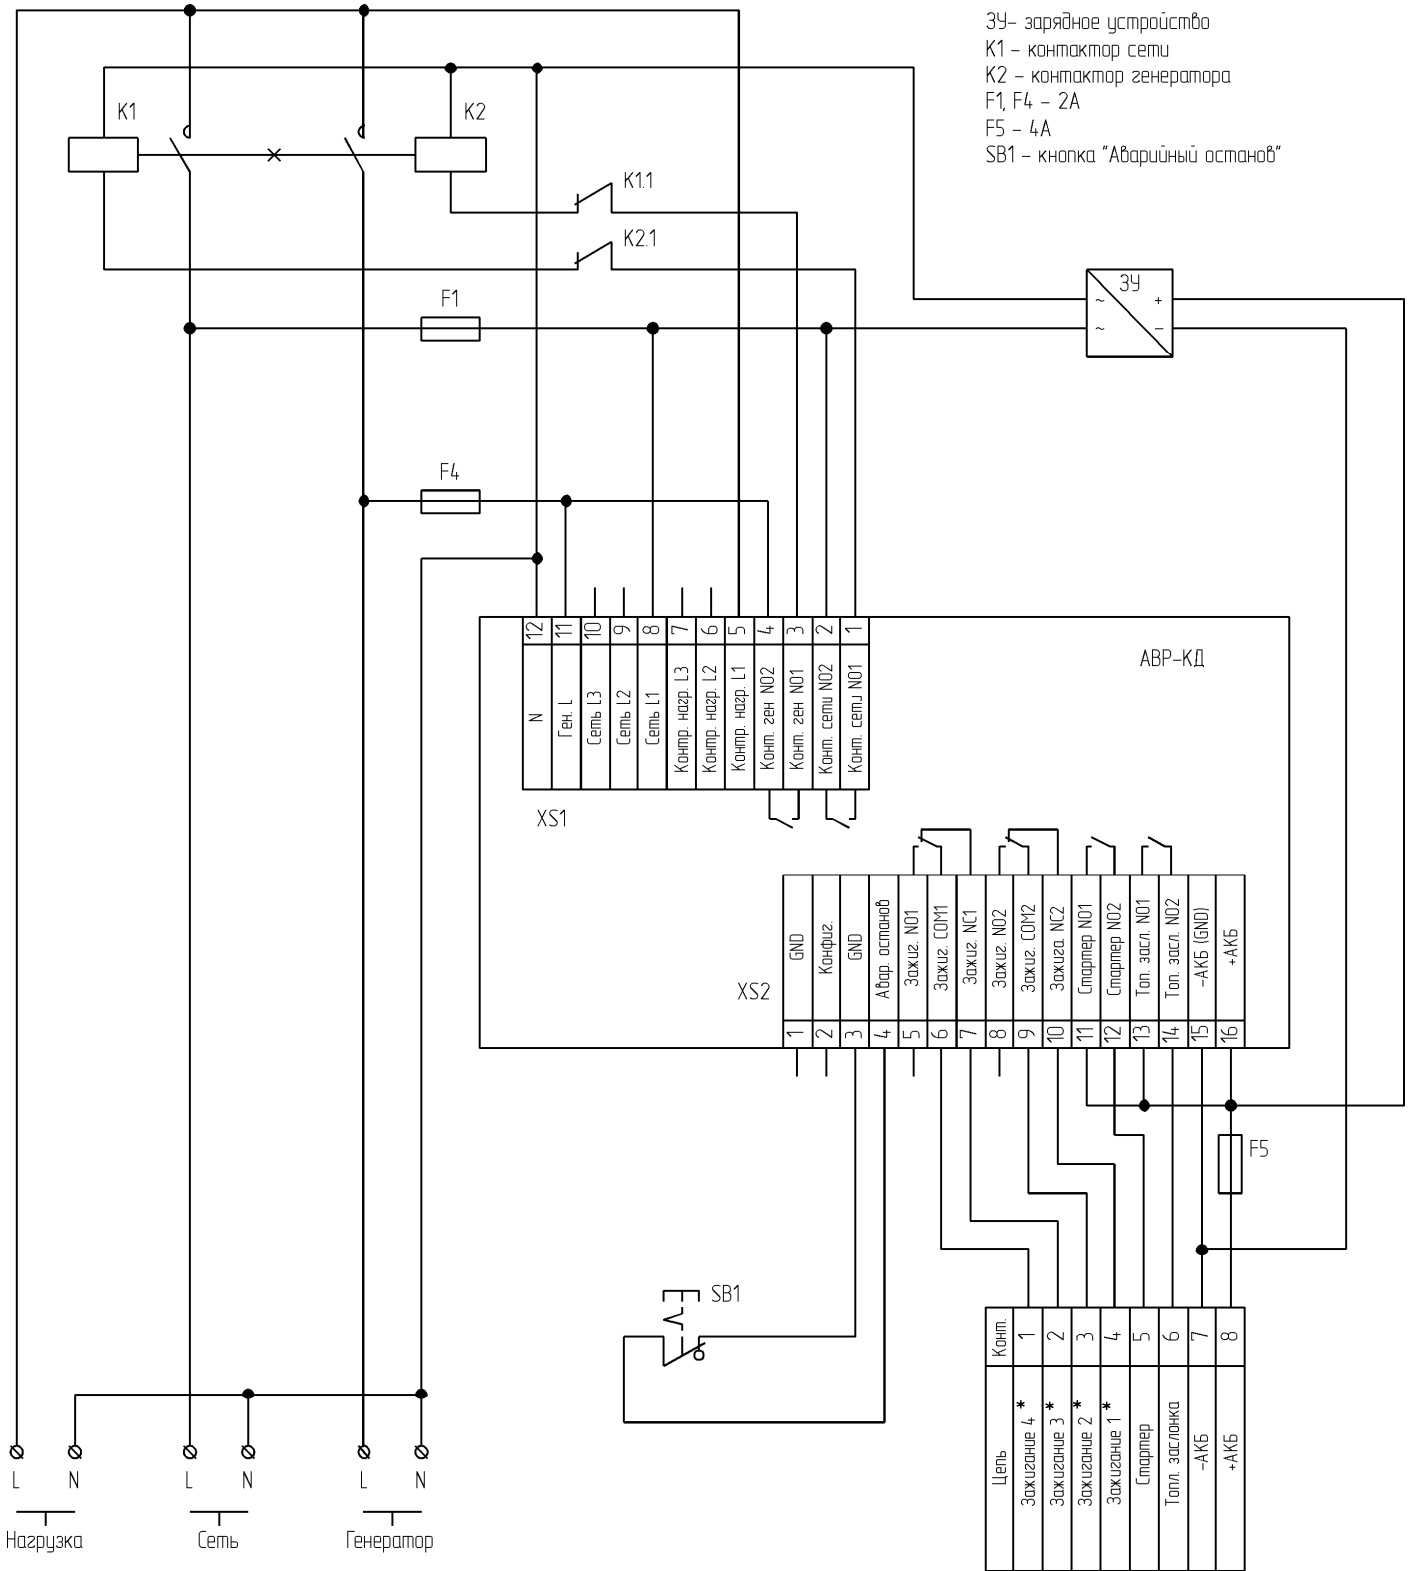 ЗУ– зарядное устройство
К1 – контактор сети
К2 – контактор генератора
F1, F4 – 2А
F5 – 4А
SB1 – кнопка "Аварийный останов"
К1
К2
К1.1
К2.1
F1
ЗУ
~ +
~ –
F4
12 11 10 9 8 7 6 5 4 3 2 1
N
Ген. L
Сеть L3
Сеть L2
Сеть L1
Контр. нагр. L3
Контр. нагр. L2
Контр. нагр. L1
Конт. ген NO2
Конт. ген NO1
Конт. сети NO2
Конт. сети NO1
АВР–КД
XS1
XS2
GND
Конфиг.
GND
Авар. останов
Зажиг. NO1
Зажиг. COM1
Зажиг. NC1
Зажиг. NO2
Зажиг. COM2
Зажига. NC2
Стартер NO1
Стартер NO2
Топ. засл. NO1
Топ. засл. NO2
–АКБ (GND)
+АКБ
1 2 3 4 5 6 7 8 9 10 11 12 13 14 15 16
F5
SB1
Конт. 1 2 3 4 5 6 7 8
Цепь
Зажигание 4 *
Зажигание 3 *
Зажигание 2 *
Зажигание 1 *
Стартер
Топл. заслонка
–АКБ
+АКБ
L N L N L N
Нагрузка Сеть Генератор